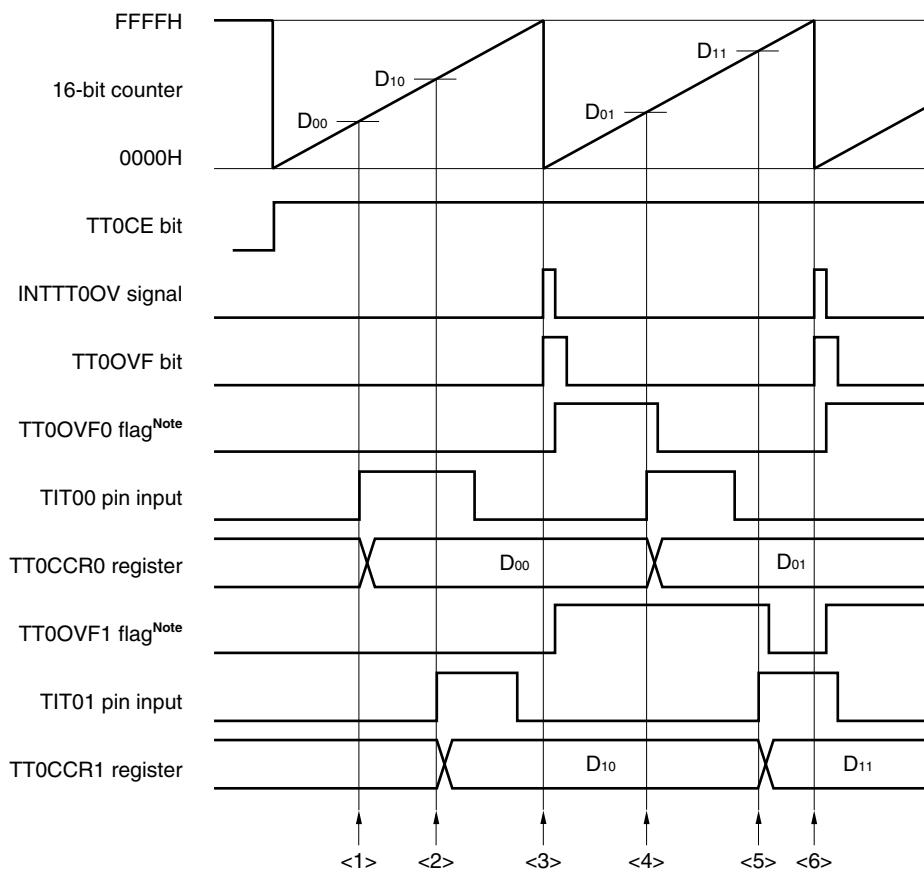 FFFFH
D11
D10
16-bit counter
D01
D00
0000H
TT0CE bit
INTTT0OV signal
TT0OVF bit
TT0OVF0 flagNote
TIT00 pin input
TT0CCR0 register
D00
D01
TT0OVF1 flagNote
TIT01 pin input
TT0CCR1 register
D10
D11
<1> <2> <3> <4> <5> <6>